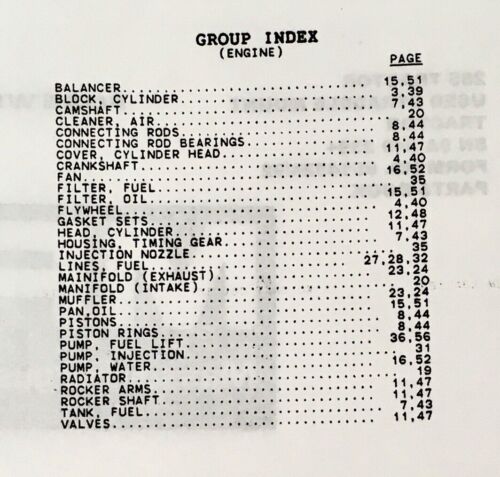 GROUP INDEX
(ENGINE)
PAGE
BALANCER........................15,51
BLOCK, CYLINDER........................3,39
CAMSHAFT........................7,43
CLEANER, AIR........................20
CONNECTING RODS........................8,44
CONNECTING ROD BEARINGS........................8,44
COVER, CYLINDER HEAD........................11,47
CRANKSHAFT........................4,40
FAN........................16,52
FILTER, FUEL........................35
FILTER, OIL........................15,51
FLYWHEEL........................4,40
GASKET SETS........................12,48
HEAD, CYLINDER........................11,47
HOUSING, TIMING GEAR........................7,43
INJECTION NOZZLE........................35
LINES, FUEL........................27,28,32
MAINIFOLD (EXHAUST)........................23,24
MANIFOLD (INTAKE)........................20
MUFFLER........................23,24
PAN,OIL........................15,51
PISTONS........................8,44
PISTON RINGS........................8,44
PUMP, FUEL LIFT........................36,56
PUMP, INJECTION........................31
PUMP, WATER........................16,52
RADIATOR........................19
ROCKER ARMS........................11,47
ROCKER SHAFT........................11,47
TANK, FUEL........................7,43
VALVES........................11,47